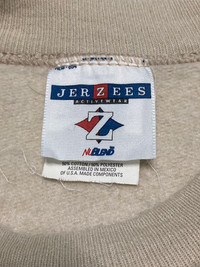 JERZEES
ACTIVEWEAR
Z
NUBLEND
50% COTTON/50% POLYESTER
ASSEMBLED IN MEXICO
OF U.S.A. MADE COMPONENTS